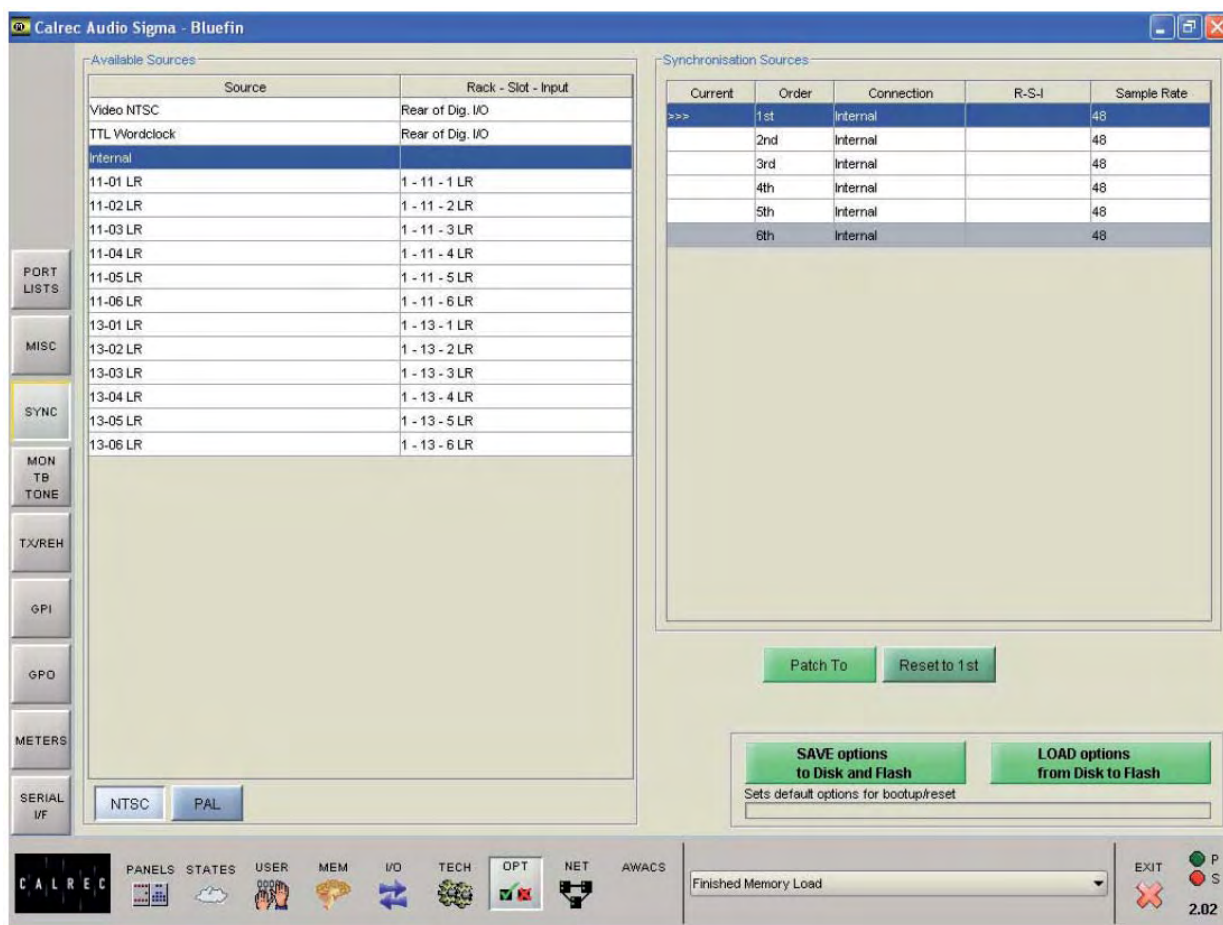 Calrec Audio Sigma - Bluefin
Available Sources
Source Rack - Slot - Input
Video NTSC Rear of Dig. I/O
TTL Wordclock Rear of Dig. I/O
Internal
11-01 LR 1 - 11 - 1 LR
11-02 LR 1 - 11 - 2 LR
11-03 LR 1 - 11 - 3 LR
11-04 LR 1 - 11 - 4 LR
11-05 LR 1 - 11 - 5 LR
11-06 LR 1 - 11 - 6 LR
13-01 LR 1 - 13 - 1 LR
13-02 LR 1 - 13 - 2 LR
13-03 LR 1 - 13 - 3 LR
13-04 LR 1 - 13 - 4 LR
13-05 LR 1 - 13 - 5 LR
13-06 LR 1 - 13 - 6 LR
NTSC PAL
Synchronisation Sources
Current Order Connection R-S-I Sample Rate
>>> 1st Internal 48
2nd Internal 48
3rd Internal 48
4th Internal 48
5th Internal 48
6th Internal 48
Patch To Reset to 1st
SAVE options
to Disk and Flash
LOAD options
from Disk to Flash
Sets default options for bootup/reset
PORT
LISTS
MISC
SYNC
MON
TB
TONE
TX/REH
GPI
GPO
METERS
SERIAL
I/F
CALREC
PANELS STATES USER MEM I/O TECH OPT NET AWACS
Finished Memory Load
EXIT
P
S
2.02